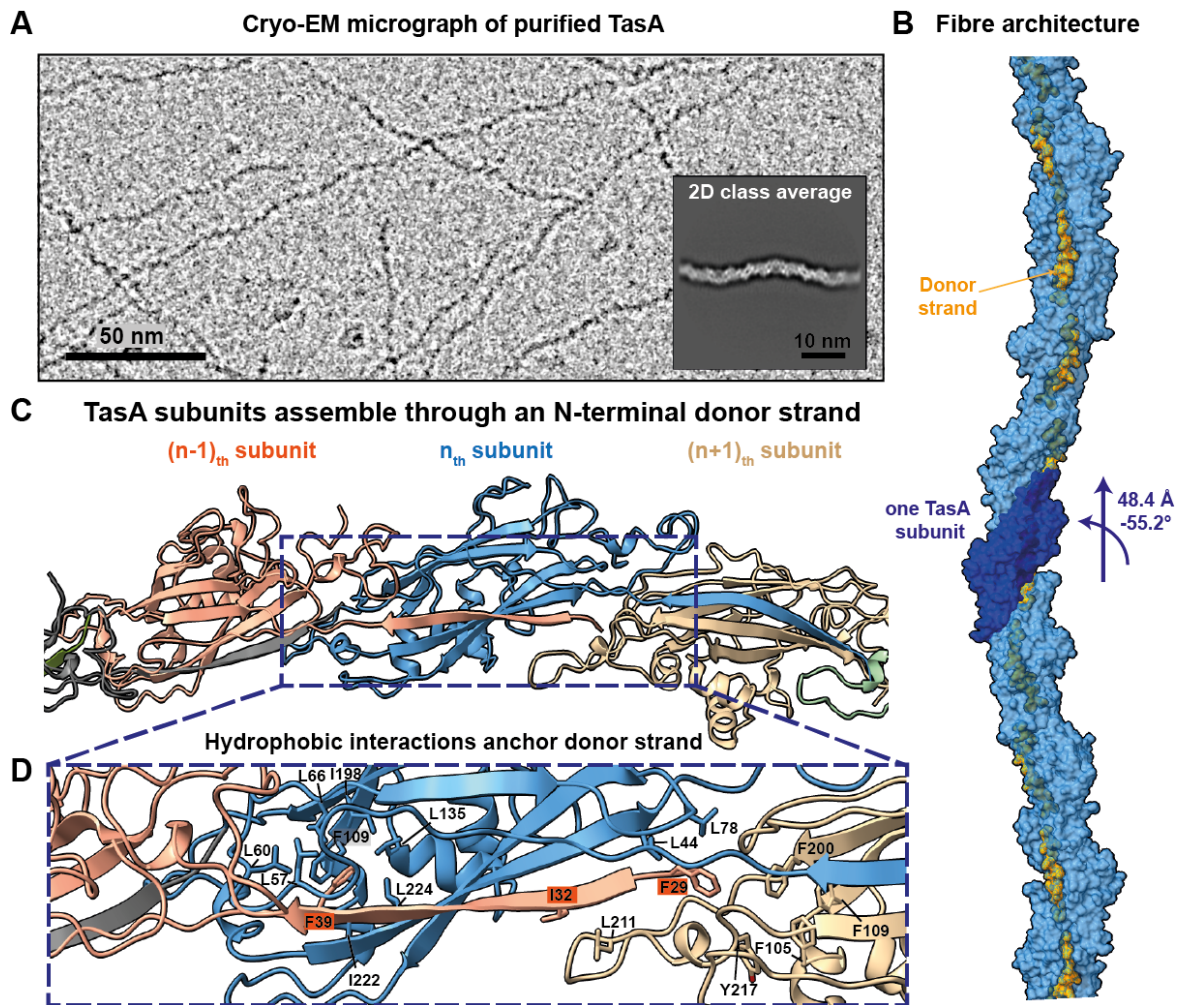 A
Cryo-EM micrograph of purified TasA
50 nm
2D class average
10 nm
B
Fibre architecture
Donor
strand
one TasA
subunit
48.4 Å
-55.2º
C
TasA subunits assemble through an N-terminal donor strand
(n-1)th subunit
nth subunit
(n+1)th subunit
Hydrophobic interactions anchor donor strand
D
L66
I198
F109
L135
L60
L57
L224
F39
I222
I32
F29
L78
L44
F200
L211
F109
F105
Y217